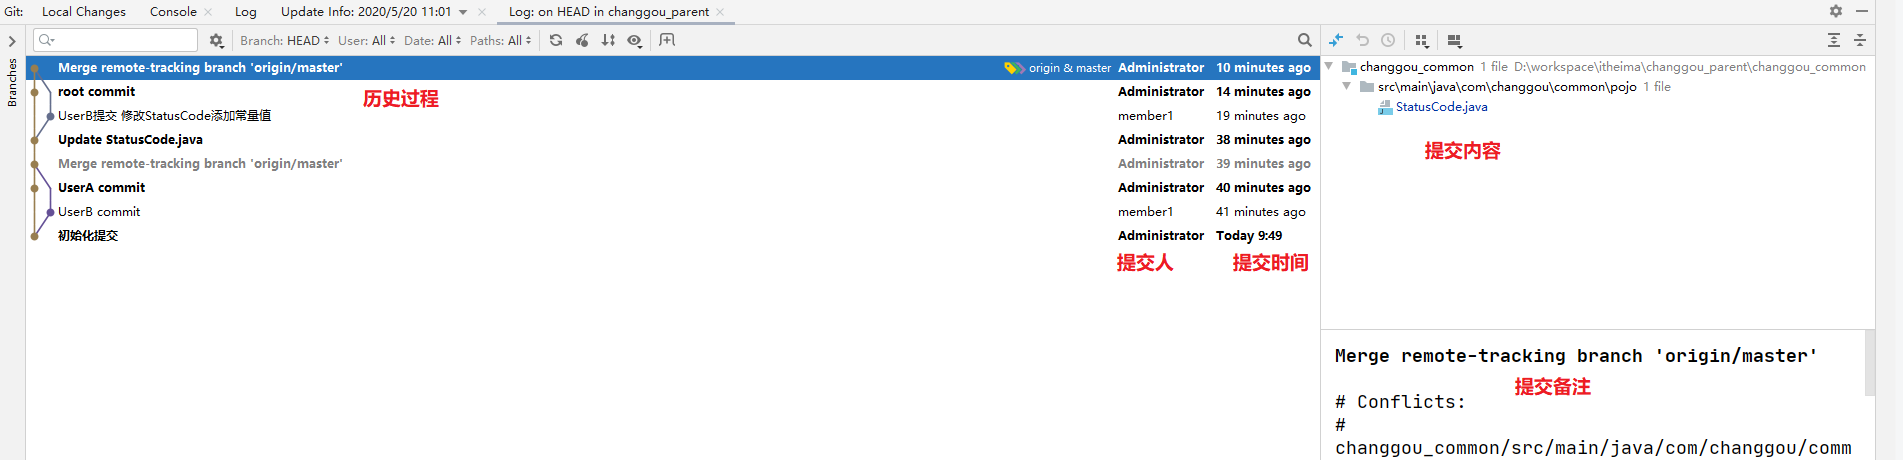 Git: Local Changes Console Log Update Info: 2020/5/20 11:01 Log: on HEAD in changgou_parent
Branch: HEAD User: All Date: All Paths: All
Branches
Merge remote-tracking branch 'origin/master' origin & master Administrator 10 minutes ago
root commit Administrator 14 minutes ago
历史过程
UserB提交 修改StatusCode添加常量值 member1 19 minutes ago
Update StatusCode.java Administrator 38 minutes ago
Merge remote-tracking branch 'origin/master' Administrator 39 minutes ago
UserA commit Administrator 40 minutes ago
UserB commit member1 41 minutes ago
初始化提交 Administrator Today 9:49
提交人 提交时间
changgou_common 1 file D:\workspace\itheima\changgou_parent\changgou_common
src\main\java\com\changgou\common\pojo 1 file
StatusCode.java
提交内容
Merge remote-tracking branch 'origin/master'
提交备注
# Conflicts:
#
changgou_common/src/main/java/com/changgou/comm